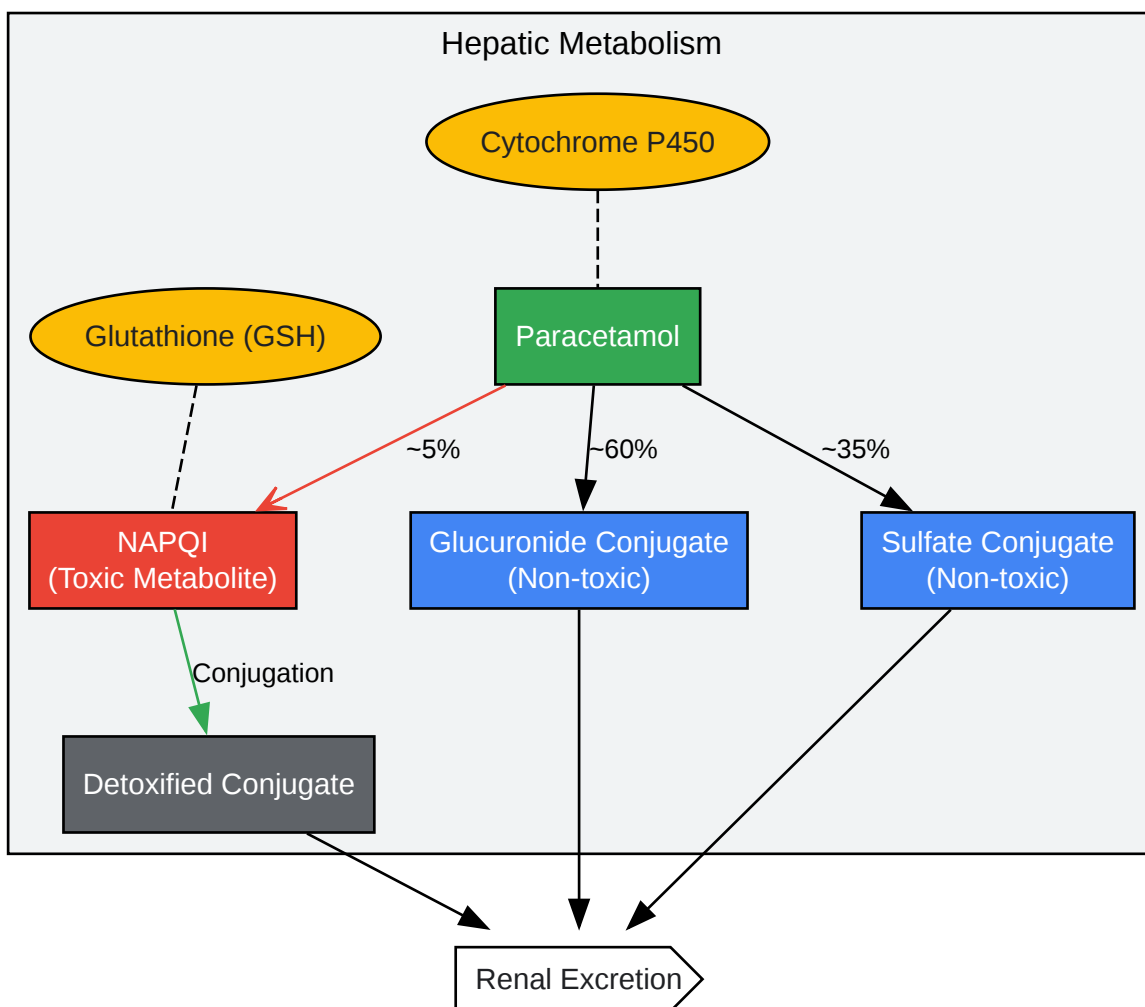 Hepatic Metabolism
Cytochrome P450
Glutathione (GSH)
Paracetamol
~5%
~60%
~35%
NAPQI
(Toxic Metabolite)
Glucuronide Conjugate
(Non-toxic)
Sulfate Conjugate
(Non-toxic)
Conjugation
Detoxified Conjugate
Renal Excretion